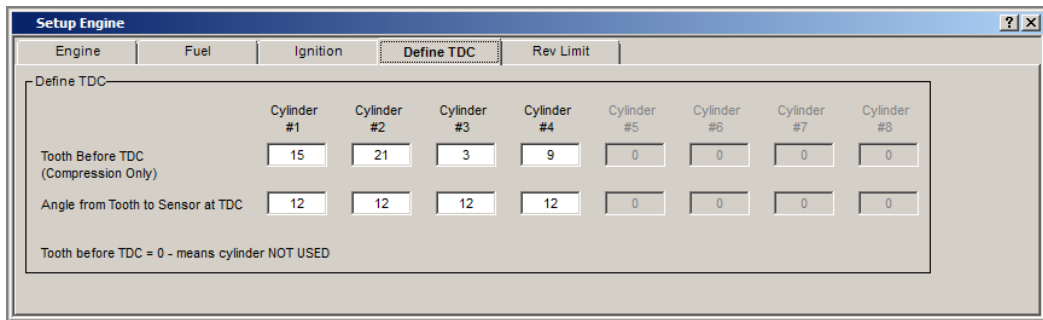 Setup Engine
Engine Fuel Ignition Define TDC Rev Limit
Define TDC
Cylinder #1 Cylinder #2 Cylinder #3 Cylinder #4 Cylinder #5 Cylinder #6 Cylinder #7 Cylinder #8
Tooth Before TDC 15 21 3 9 0 0 0 0
(Compression Only)
Angle from Tooth to Sensor at TDC 12 12 12 12 0 0 0 0
Tooth before TDC = 0 - means cylinder NOT USED